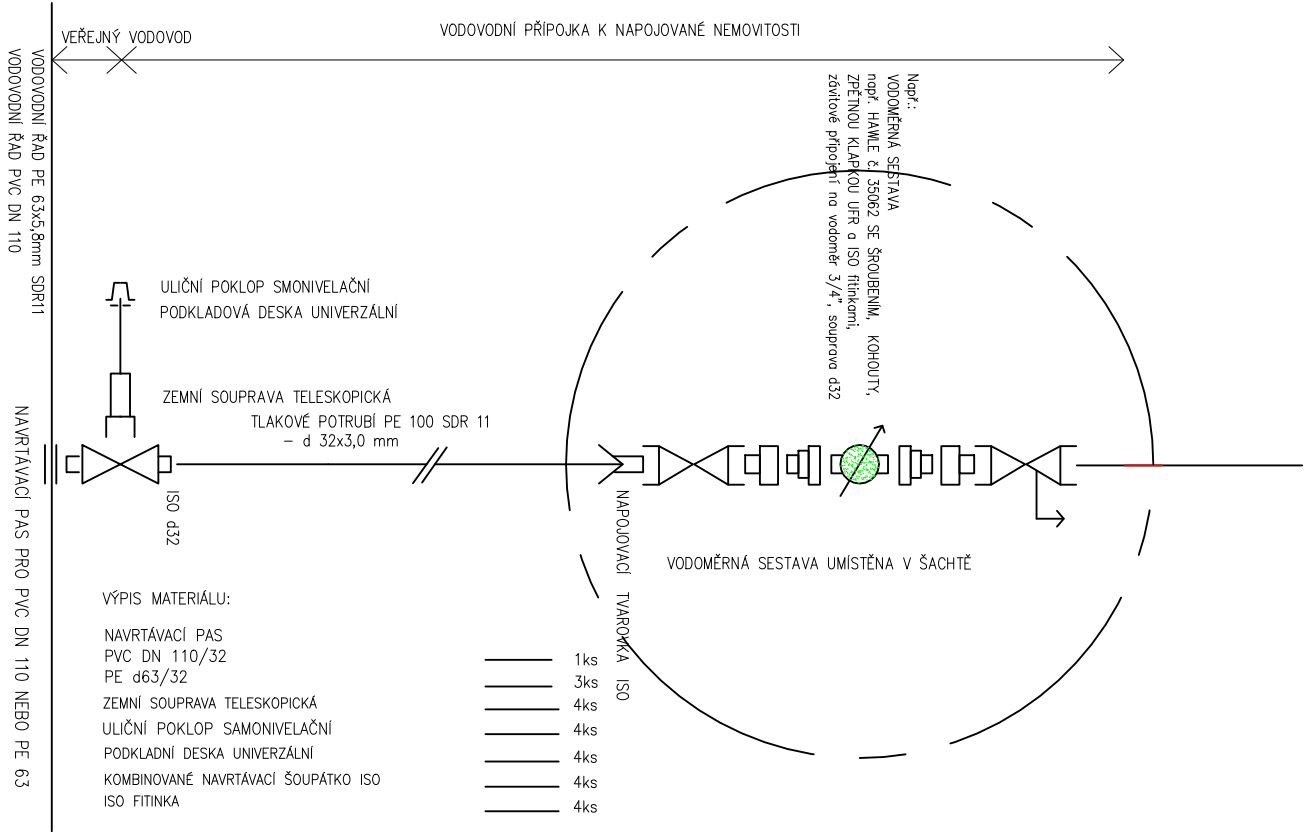 VEŘEJNÝ VODOVOD
VODOVODNÍ PŘÍPOJKA K NAPOJOVANÉ NEMOVITOSTI
VODOVODNÍ ŘAD PE 63x5,8mm SDR11
VODOVODNÍ ŘAD PVC DN 110
Např.:
VODOMĚRNÁ SESTAVA
např. HAWLE č. 35062 SE ŠROUBENÍM, KOHOUTY,
ZPĚTNOU KLAPKOU UFR a ISO fitinkami,
závitové připojení na vodoměr 3/4", souprava d32
ULIČNÍ POKLOP SMONIVELAČNÍ
PODKLADOVÁ DESKA UNIVERZÁLNÍ
ZEMNÍ SOUPRAVA TELESKOPICKÁ
TLAKOVÉ POTRUBÍ PE 100 SDR 11
– d 32x3,0 mm
ISO d32
NAVRTÁVACÍ PAS PRO PVC DN 110 NEBO PE 63
NAPOJOVACÍ TVAROVKA ISO
VODOMĚRNÁ SESTAVA UMÍSTĚNA V ŠACHTĚ
VÝPIS MATERIÁLU:
NAVRTÁVACÍ PAS
PVC DN 110/32 1ks
PE d63/32 3ks
ZEMNÍ SOUPRAVA TELESKOPICKÁ 4ks
ULIČNÍ POKLOP SAMONIVELAČNÍ 4ks
PODKLADNÍ DESKA UNIVERZÁLNÍ 4ks
KOMBINOVANÉ NAVRTÁVACÍ ŠOUPÁTKO ISO 4ks
ISO FITINKA 4ks